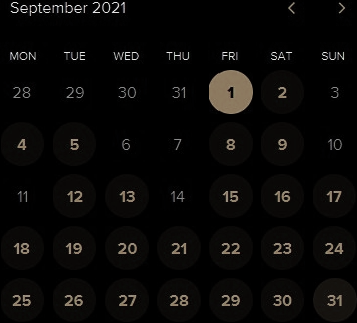 September 2021
MON TUE WED THU FRI SAT SUN
28 29 30 31 1 2 3
4 5 6 7 8 9 10
11 12 13 14 15 16 17
18 19 20 21 22 23 24
25 26 27 28 29 30 31